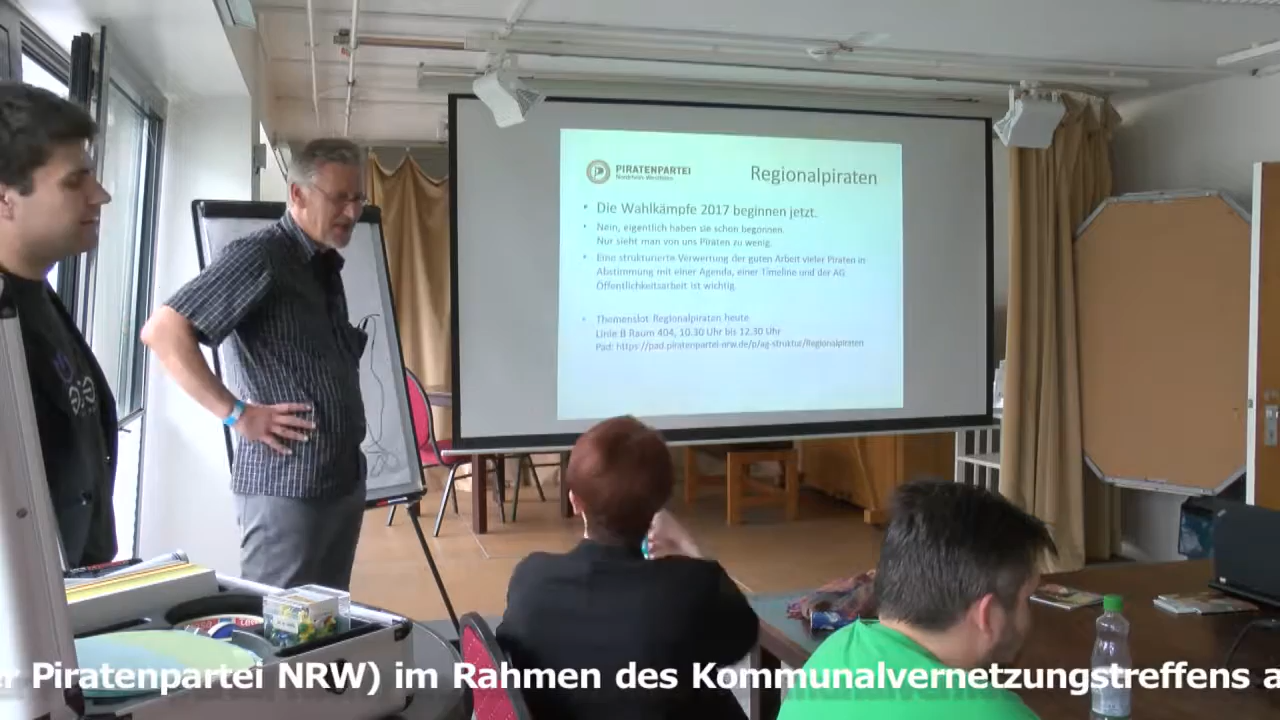 PIRATENPARTEI
Nordrhein-Westfalen
Regionalpiraten
• Die Wahlkämpfe 2017 beginnen jetzt.
• Nein, eigentlich haben sie schon begonnen.
Nur sieht man von uns Piraten zu wenig.
• Eine strukturierte Verwertung der guten Arbeit vieler Piraten in
Abstimmung mit einer Agenda, einer Timeline und der AG
Öffentlichkeitsarbeit ist wichtig.
• Themenslot Regionalpiraten heute
Linie B Raum 404, 10.30 Uhr bis 12.30 Uhr
Pad: https://pad.piratenpartei-nrw.de/p/ag-struktur/Regionalpiraten
r Piratenpartei NRW) im Rahmen des Kommunalvernetzungstreffens a